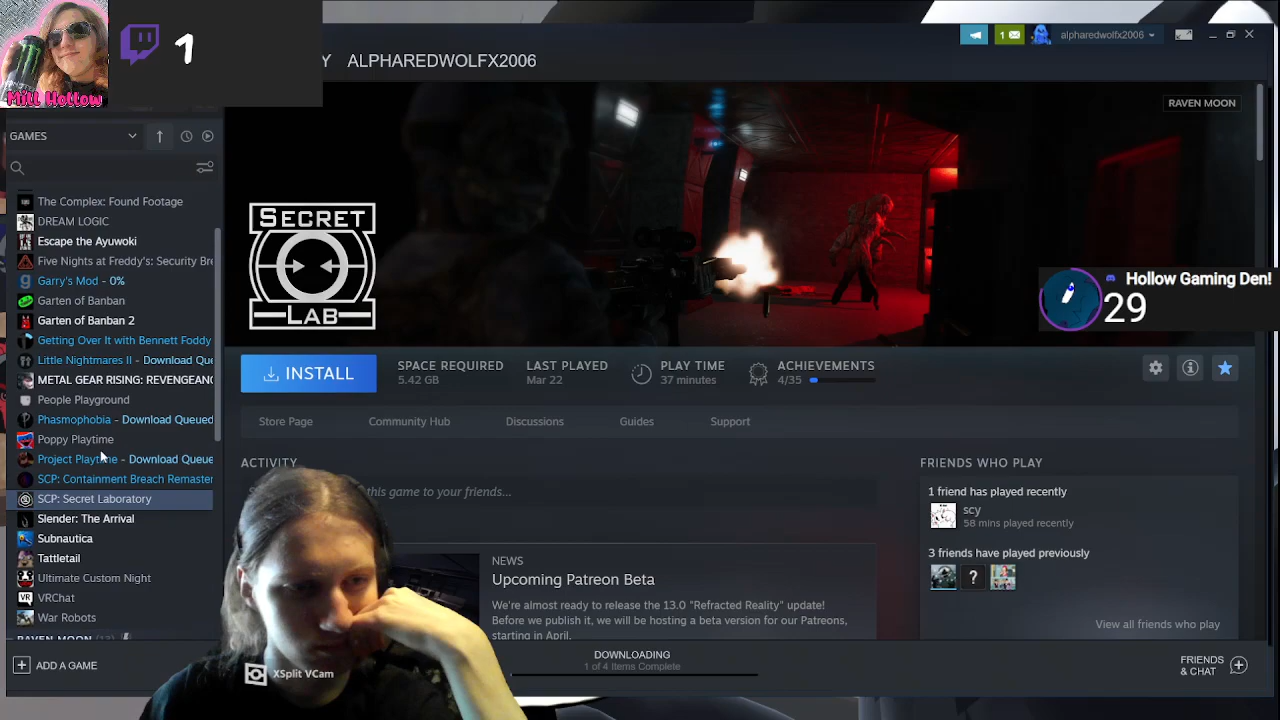 Mitt Hollow
1
Y ALPHAREDWOLFX2006
1
alpharedwolfx2006
RAVEN MOON
GAMES
The Complex: Found Footage
DREAM LOGIC
Escape the Ayuwoki
Five Nights at Freddy's: Security Bre
Garry's Mod - 0%
Garten of Banban
Garten of Banban 2
Getting Over It with Bennett Foddy
Little Nightmares II - Download Que
METAL GEAR RISING: REVENGEANC
People Playground
Phasmophobia - Download Queued
Poppy Playtime
Project Playtime - Download Queue
SCP: Containment Breach Remaster
SCP: Secret Laboratory
Slender: The Arrival
Subnautica
Tattletail
Ultimate Custom Night
VR VRChat
War Robots
RAVEN MOON
ADD A GAME
SECRET
LAB
Hollow Gaming Den!
29
INSTALL
SPACE REQUIRED
5.42 GB
LAST PLAYED
Mar 22
PLAY TIME
37 minutes
ACHIEVEMENTS
4/35
Store Page
Community Hub
Discussions
Guides
Support
ACTIVITY
this game to your friends...
NEWS
Upcoming Patreon Beta
We're almost ready to release the 13.0 "Refracted Reality" update!
Before we publish it, we will be hosting a beta version for our Patreons,
starting in April.
FRIENDS WHO PLAY
1 friend has played recently
scy
58 mins played recently
3 friends have played previously
?
View all friends who play
XSplit VCam
DOWNLOADING
1 of 4 Items Complete
FRIENDS
& CHAT